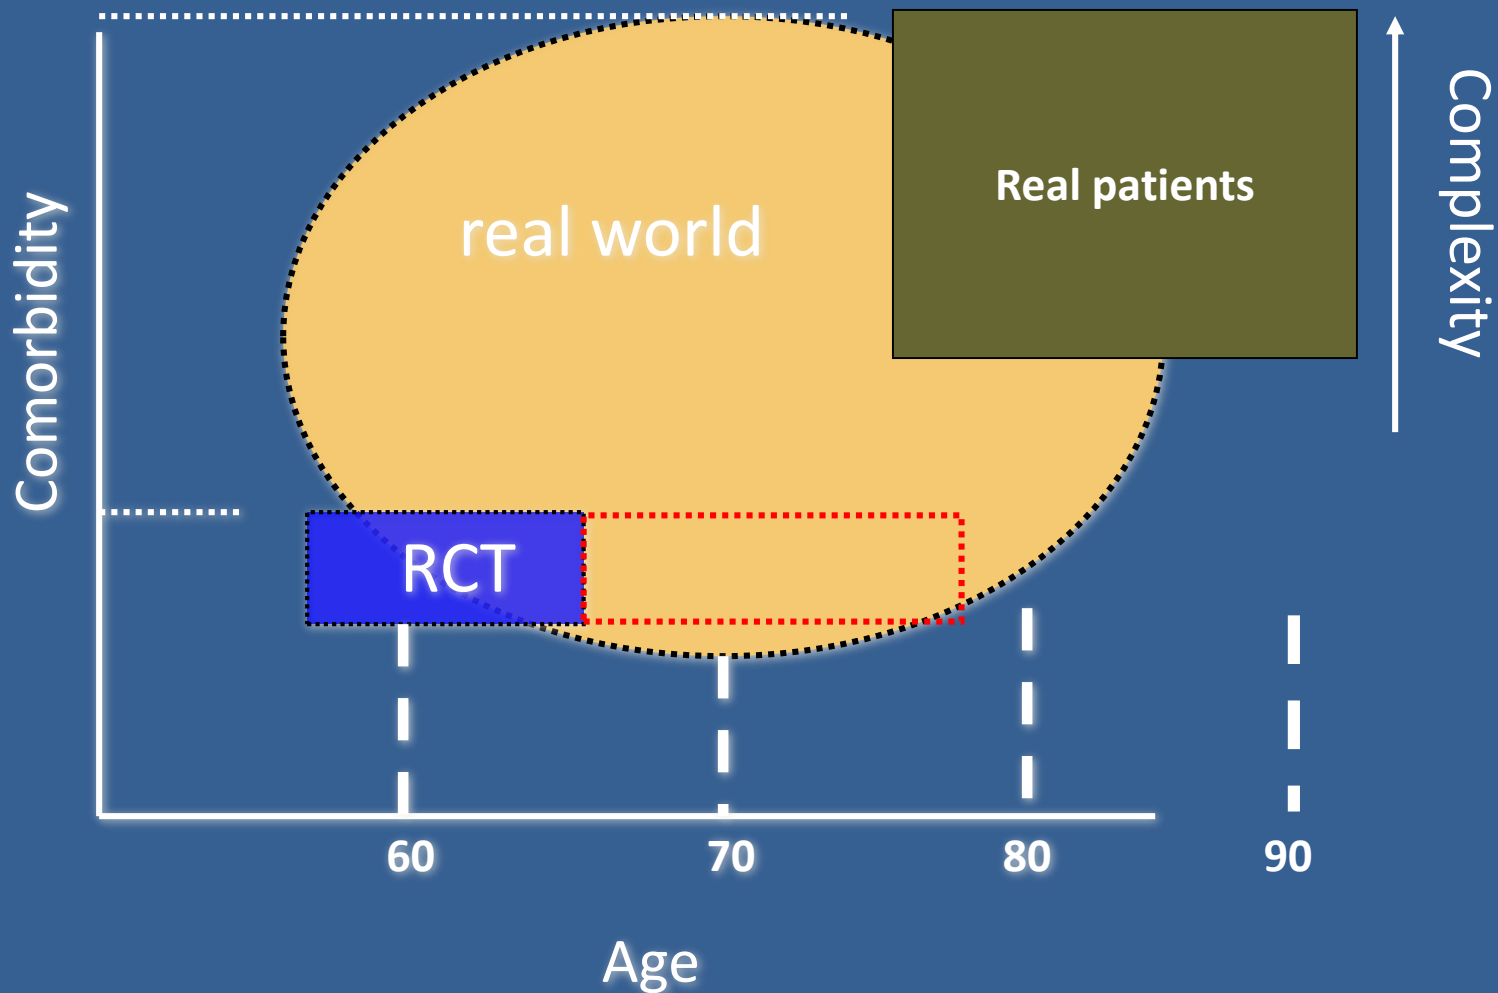 Comorbidity
real world
Real patients
Complexity
RCT
60
70
80
90
Age